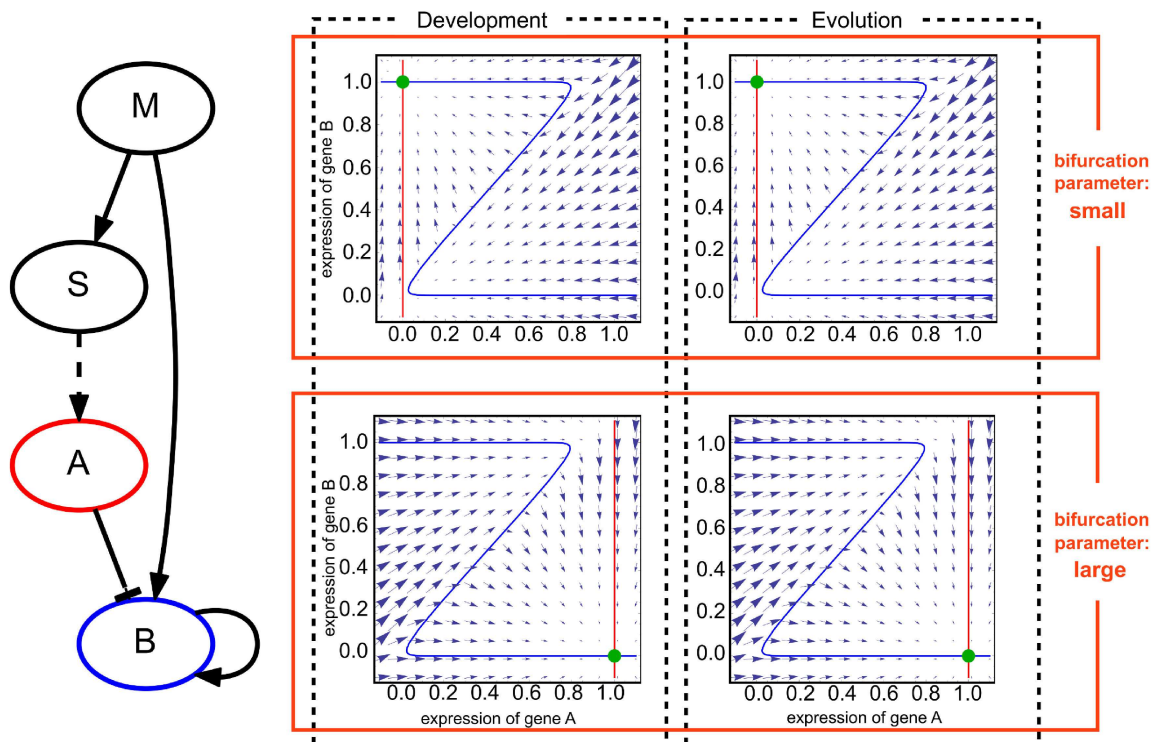 Development
Evolution
M
S
A
B
expression of gene B
1.0
0.8
0.6
0.4
0.2
0.0
0.0 0.2 0.4 0.6 0.8 1.0
1.0
0.8
0.6
0.4
0.2
0.0
0.0 0.2 0.4 0.6 0.8 1.0
bifurcation
parameter:
small
expression of gene B
1.0
0.8
0.6
0.4
0.2
0.0
0.0 0.2 0.4 0.6 0.8 1.0
expression of gene A
1.0
0.8
0.6
0.4
0.2
0.0
0.0 0.2 0.4 0.6 0.8 1.0
expression of gene A
bifurcation
parameter:
large